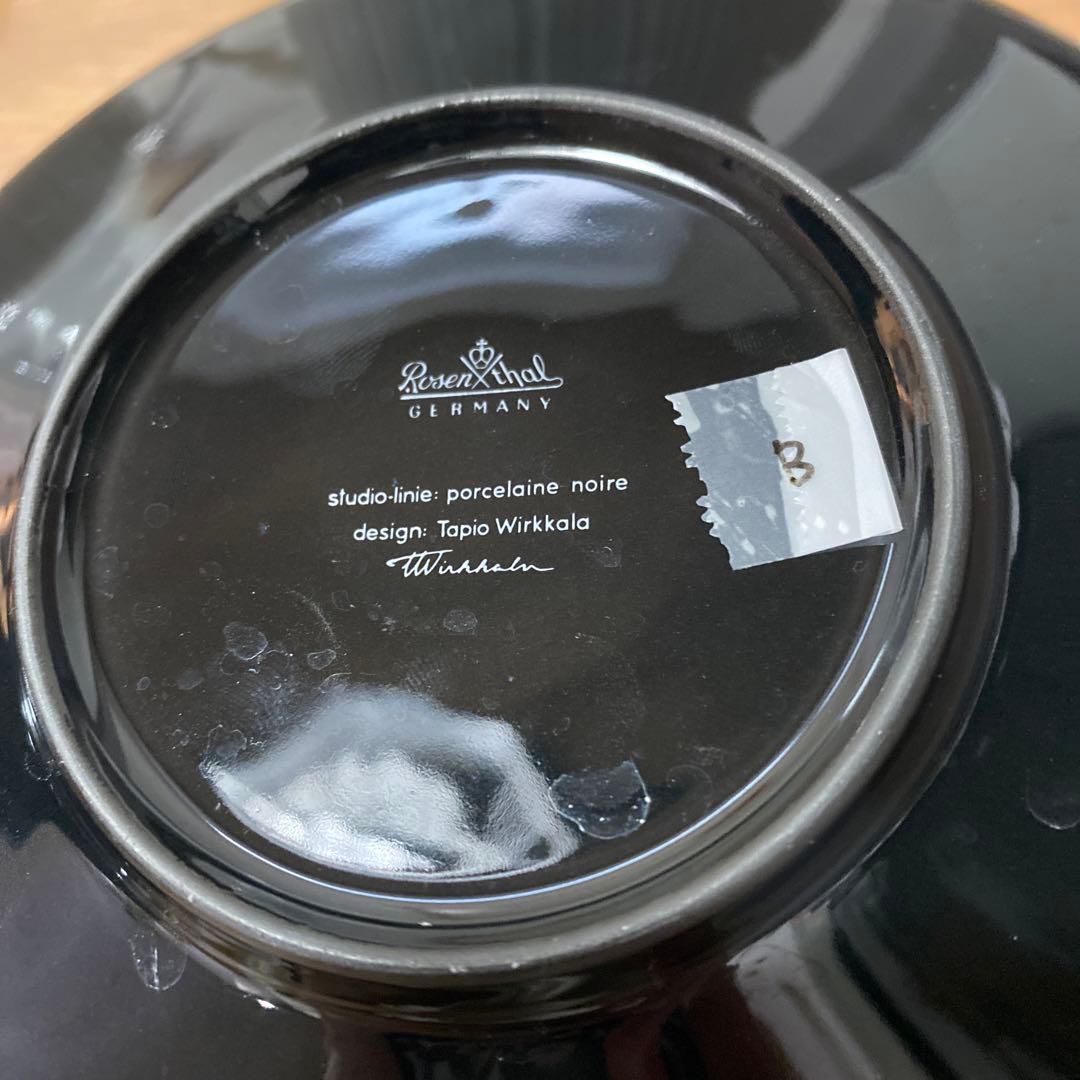 Rosenthal
GERMANY
studio-linie: porcelaine noire
design: Tapio Wirkkala
TWirkkala
B